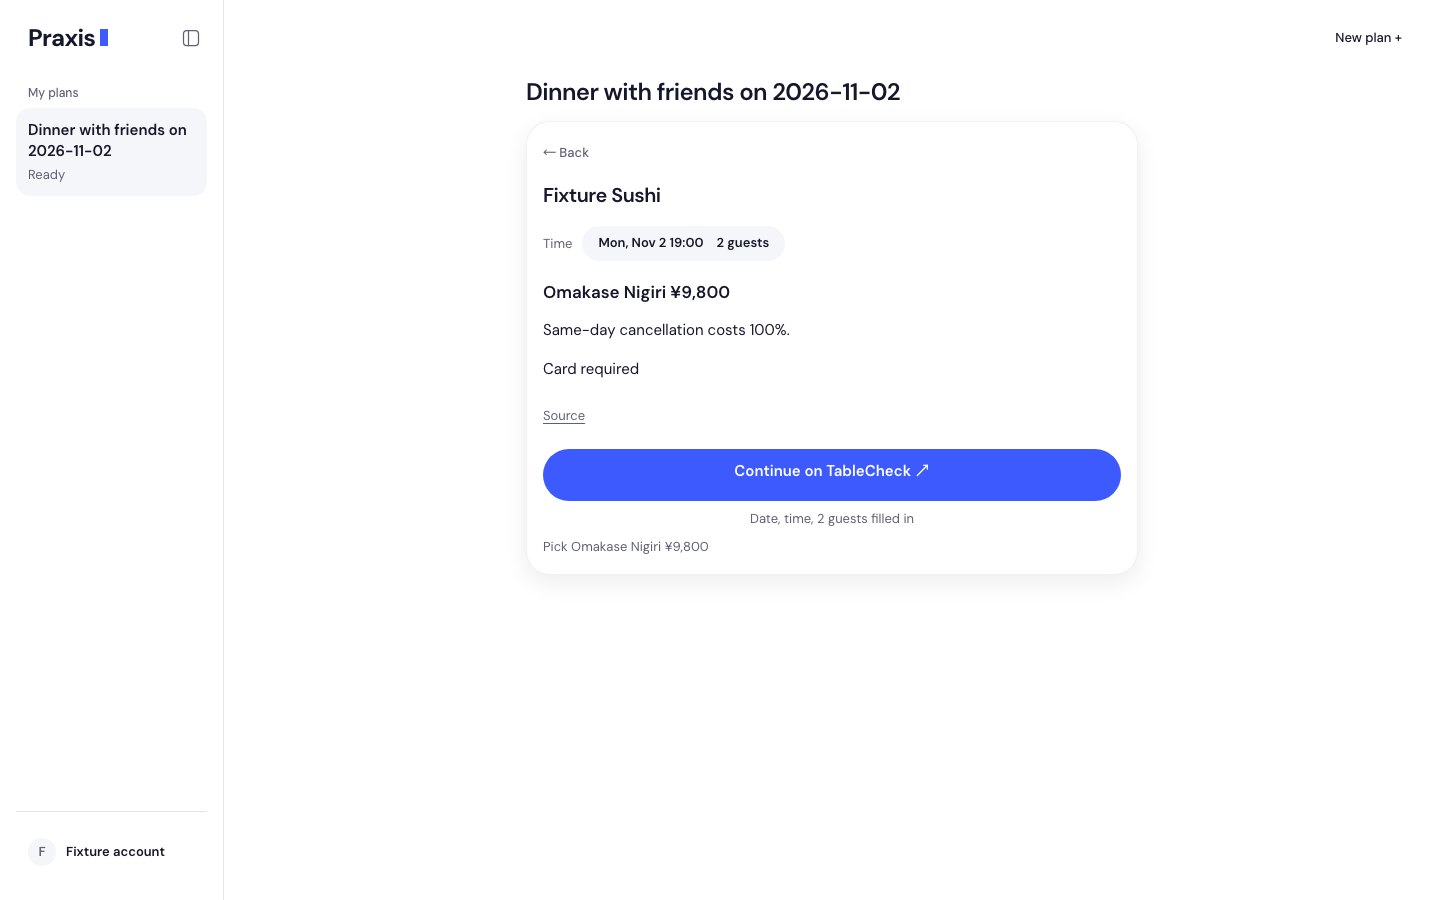 Praxis
New plan +
My plans
Dinner with friends on
2026-11-02
Ready
Dinner with friends on 2026-11-02
← Back
Fixture Sushi
Time Mon, Nov 2 19:00 2 guests
Omakase Nigiri ¥9,800
Same-day cancellation costs 100%.
Card required
Source
Continue on TableCheck ↗
Date, time, 2 guests filled in
Pick Omakase Nigiri ¥9,800
F Fixture account